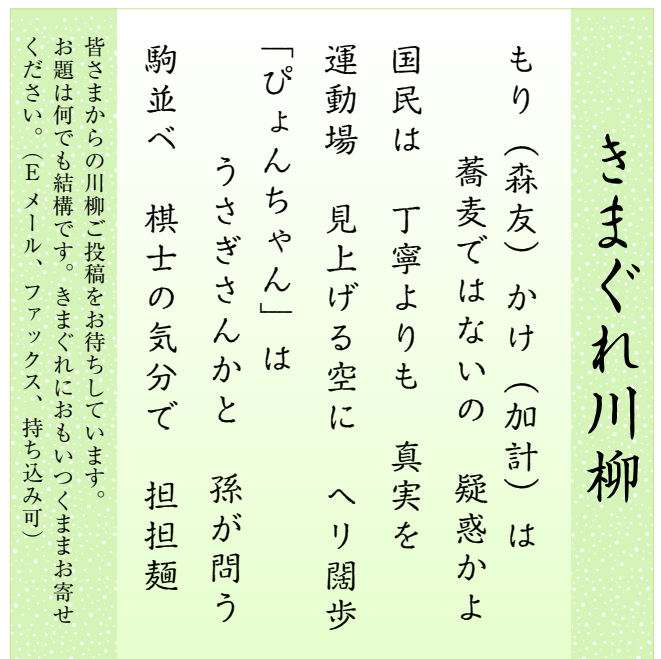 きまぐれ川柳
もり（森友）かけ（加計）は
蕎麦ではないの　疑惑かよ
国民は　丁寧よりも　真実を
運動場　見上げる空に　ヘリ闊歩
「ぴょんちゃん」は
うさぎさんかと　孫が問う
駒並べ　棋士の気分で　担担麺
皆さまからの川柳ご投稿をお待ちしています。
お題は何でも結構です。きまぐれにおもいつくままお寄せ
ください。（Ｅメール、ファックス、持ち込み可）